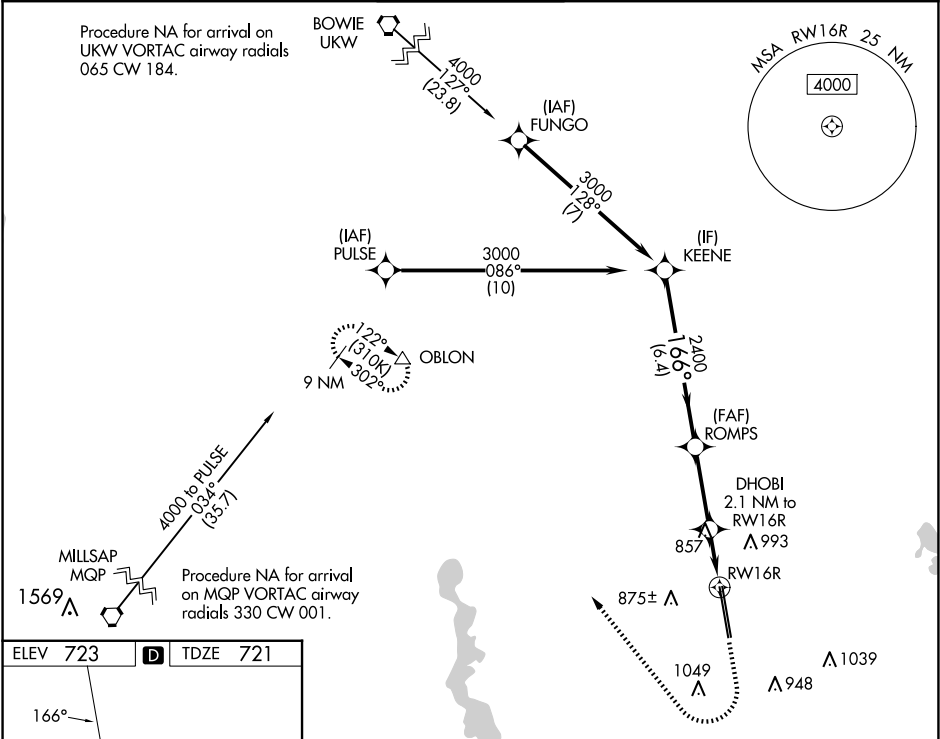 Procedure NA for arrival on
UKW VORTAC airway radials
065 CW 184.
BOWIE
UKW
4000
127°
(23.8)
(IAF)
FUNGO
MSA RW16R 25 NM
4000
3000
128°
(7)
(IAF)
PULSE
3000
086°
(10)
(IF)
KEENE
122°
(310K)
302°
OBLON
9 NM
2400
166°
(6.4)
(FAF)
ROMPS
4000 to PULSE
034°
(35.7)
DHOBI
2.1 NM to
RW16R
857
993
MILLSAP
MQP
1569
Procedure NA for arrival
on MQP VORTAC airway
radials 330 CW 001.
RW16R
875±
1049
948
1039
ELEV 723 D TDZE 721
166°